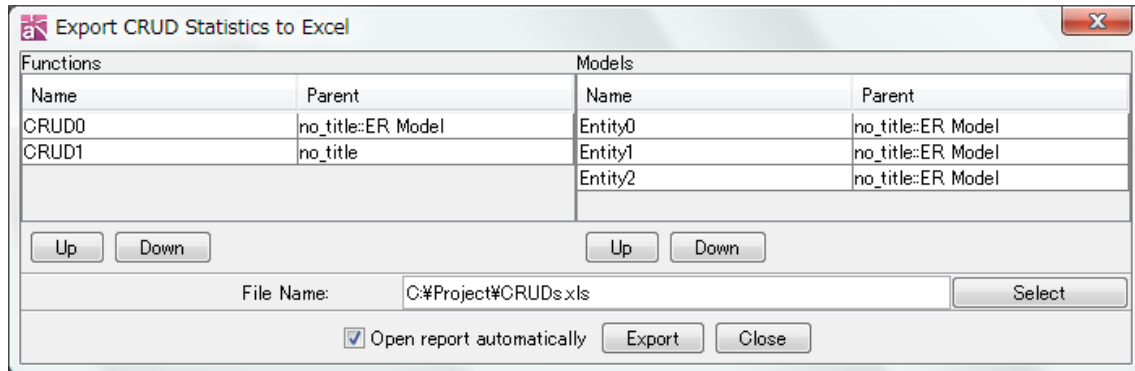 Export CRUD Statistics to Excel
Functions Models
Name Parent Name Parent
CRUD0 no_title::ER Model Entity0 no_title::ER Model
CRUD1 no_title Entity1 no_title::ER Model
Entity2 no_title::ER Model
Up Down Up Down
File Name: C:¥Project¥CRUDs.xls Select
Open report automatically Export Close